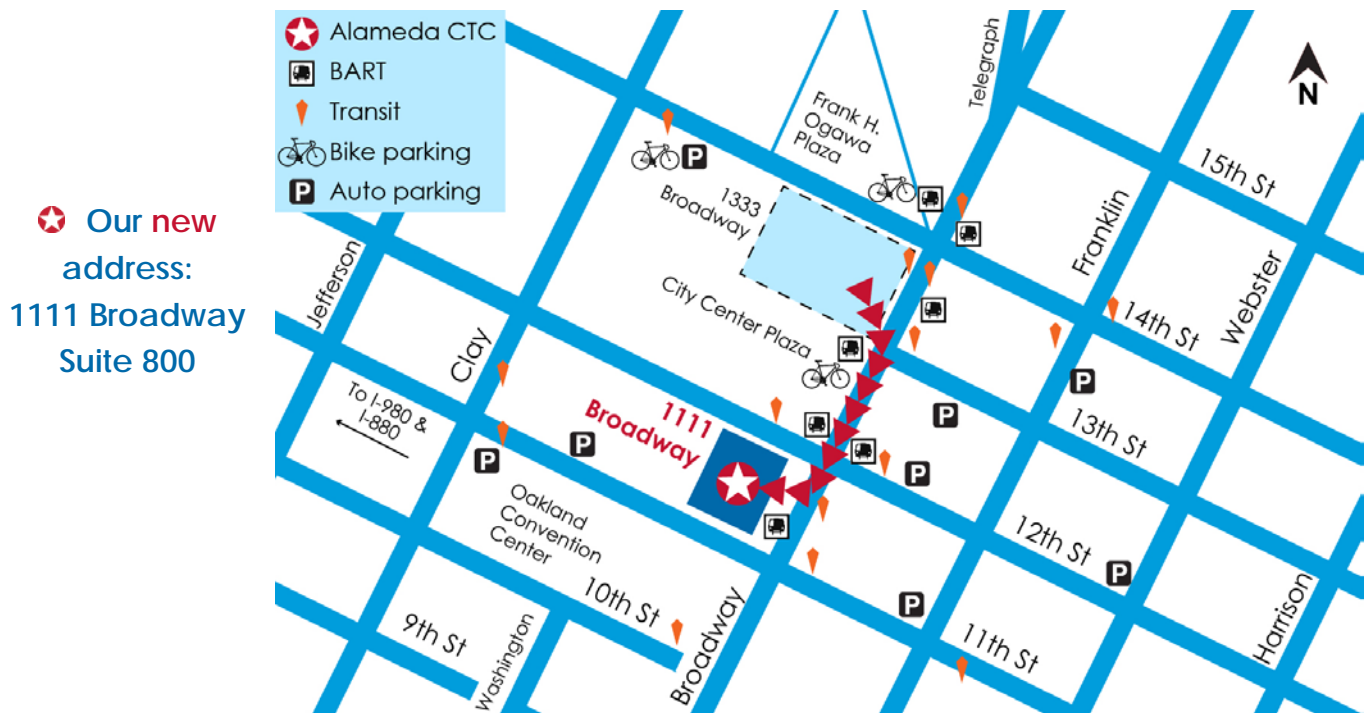 Our new
address:
1111 Broadway
Suite 800
Alameda CTC
BART
Transit
Bike parking
P Auto parking
N
Telegraph
Frank H.
Ogawa
Plaza
15th St
P
1333
Broadway
Franklin
Webster
Jefferson
City Center Plaza
14th St
Clay
To I-980 &
I-880
1111
Broadway
P
13th St
P
P
P
P
Oakland
Convention
Center
12th St
P
10th St
P
Harrison
9th St
Washington
Broadway
11th St